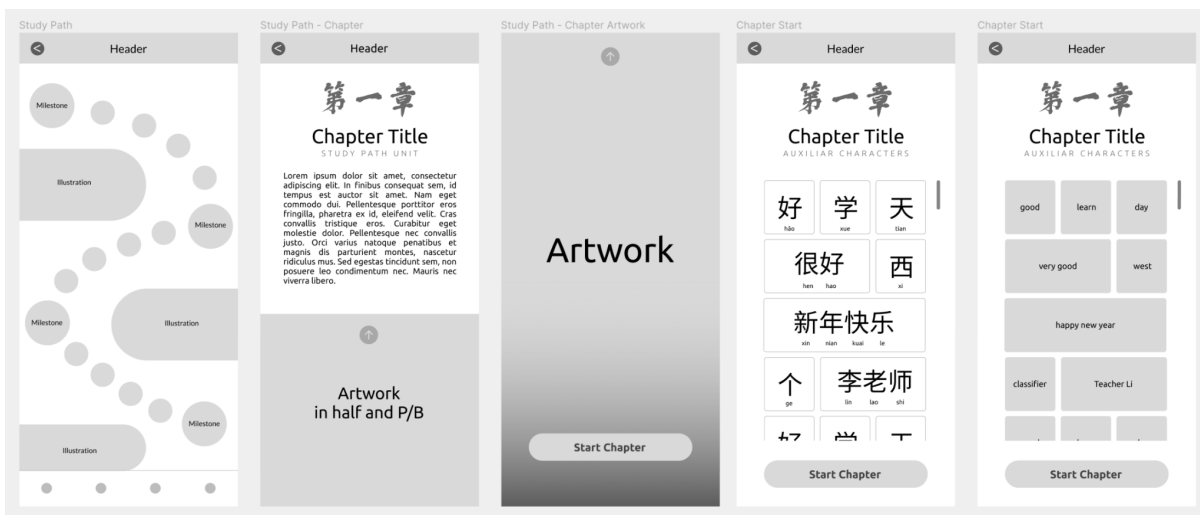 Study Path
Header
Milestone
Illustration
Milestone
Milestone
Illustration
Milestone
Illustration
Study Path - Chapter
Header
第一章
Chapter Title
STUDY PATH UNIT
Lorem ipsum dolor sit amet, consectetur
adipiscing elit. In finibus consequat sem, id
tempus est auctor sit amet. Nam eget
commodo dui. Pellentesque porttitor eros
fringilla, pharetra ex id, eleifend velit. Cras
convallis tristique eros. Curabitur eget
molestie dolor. Pellentesque nec convallis
justo. Orci varius natoque penatibus et
magnis dis parturient montes, nascetur
ridiculus mus. Sed egestas tincidunt sem, non
posuere leo condimentum nec. Mauris nec
viverra libero.
Artwork
in half and P/B
Study Path - Chapter Artwork
Artwork
Start Chapter
Chapter Start
Header
第一章
Chapter Title
AUXILIAR CHARACTERS
好 学 天
hăo xue tian
很好 西
hen hao xi
新年快乐
xin nian kuai le
个 李老师
ge lin lao shi
Start Chapter
Chapter Start
Header
第一章
Chapter Title
AUXILIAR CHARACTERS
good learn day
very good west
happy new year
classifier Teacher Li
Start Chapter